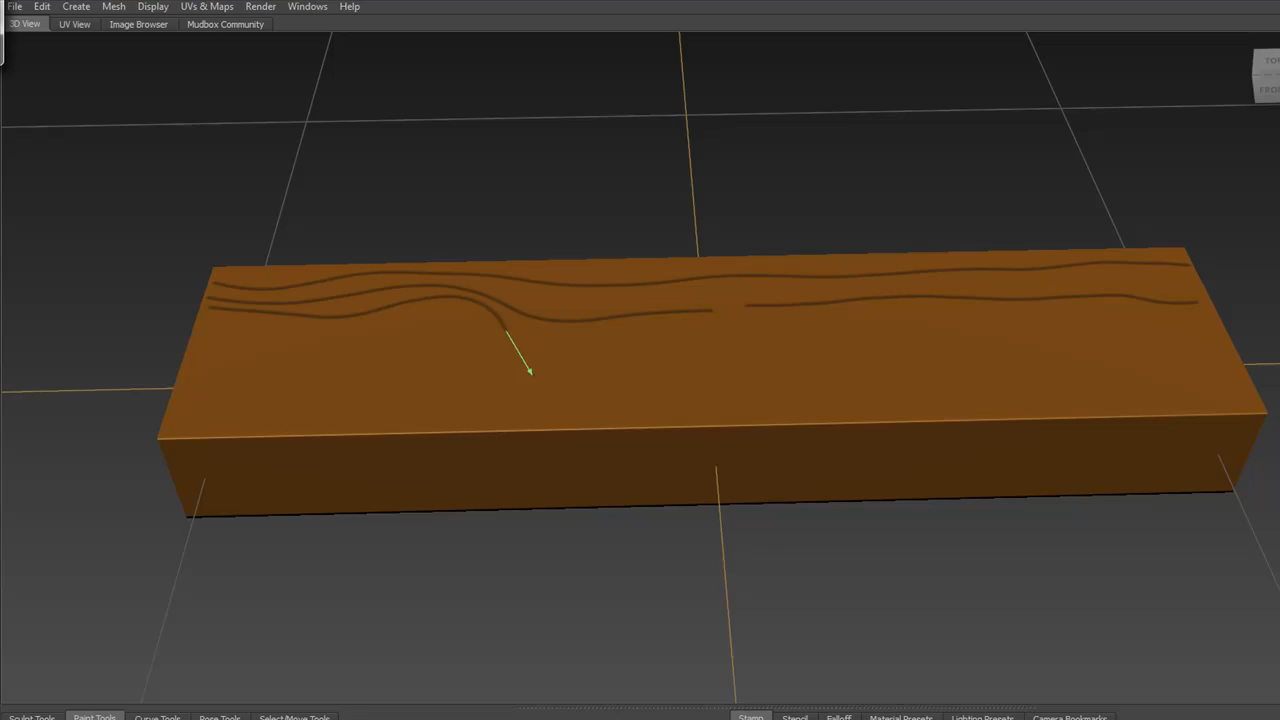 File Edit Create Mesh Display UVs & Maps Render Windows Help
3D View UV View Image Browser Mudbox Community
TOP
FRO
Sculpt Tools Paint Tools Curve Tools Pose Tools Select/Move Tools Stamp Stencil Falloff Material Presets Lighting Presets Camera Bookmarks